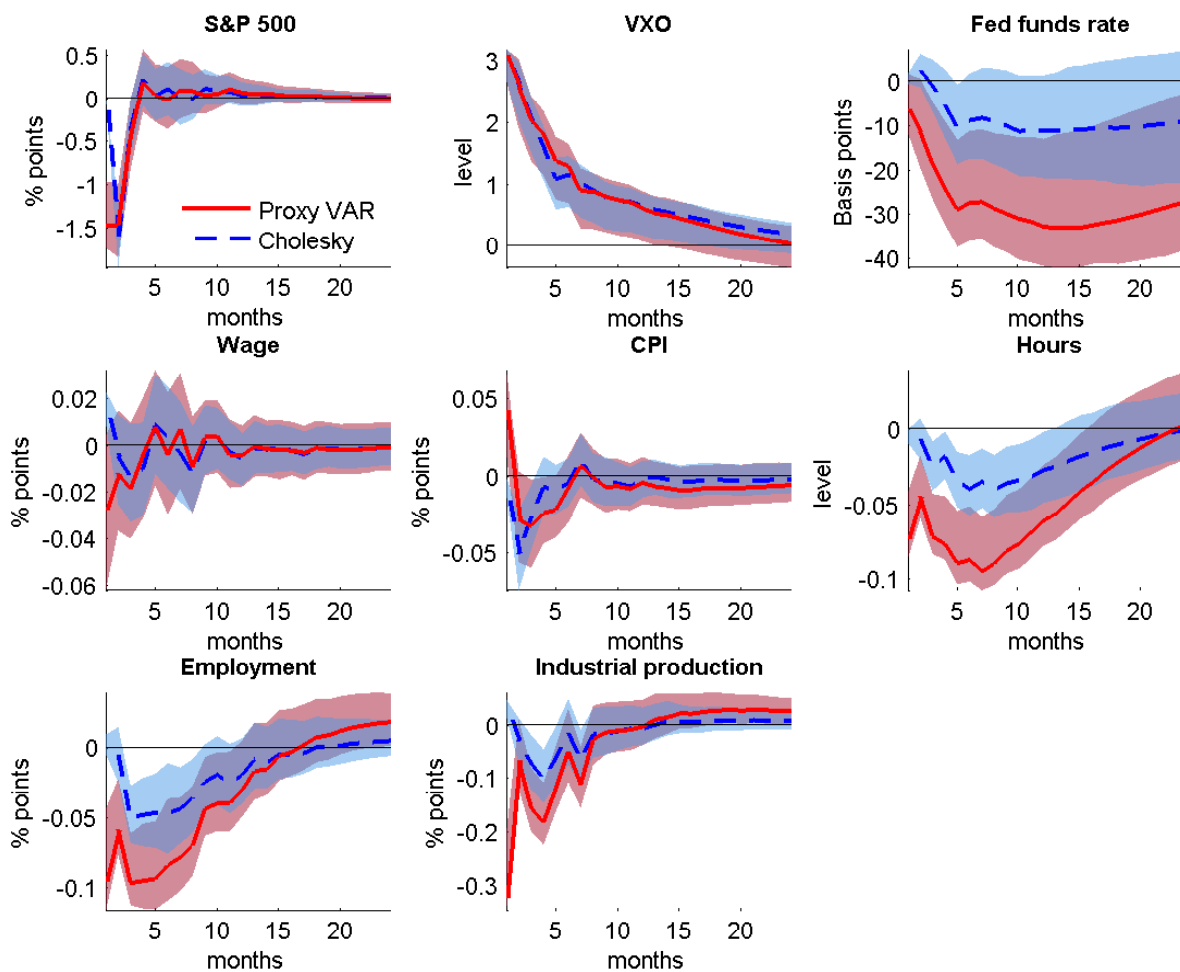 S&P 500
0.5
0
-0.5
-1
-1.5
% points
Proxy VAR
Cholesky
5 10 15 20
months
VXO
3
2
1
0
level
5 10 15 20
months
Fed funds rate
0
-10
-20
-30
-40
Basis points
5 10 15 20
months
Wage
0.02
0
-0.02
-0.04
-0.06
% points
5 10 15 20
months
CPI
0.05
0
-0.05
% points
5 10 15 20
months
Hours
0
-0.05
-0.1
level
5 10 15 20
months
Employment
0
-0.05
-0.1
% points
5 10 15 20
months
Industrial production
0
-0.1
-0.2
-0.3
% points
5 10 15 20
months